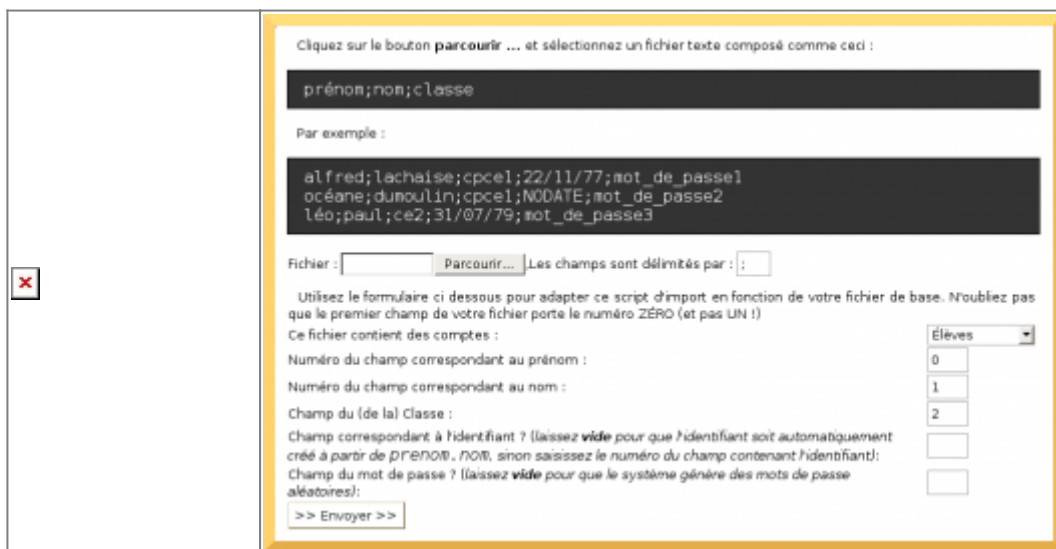 Cliquez sur le bouton parcourir ... et sélectionnez un fichier texte composé comme ceci :
prénom;nom;classe
Par exemple :
alfred;lachaise;cpce1;22/11/77;mot_de_passe1
océane;dumoulin;cpce1;NODATE;mot_de_passe2
léo;paul;ce2;31/07/79;mot_de_passe3
Fichier : Parcourir... ,Les champs sont délimités par : ;
Utilisez le formulaire ci dessous pour adapter ce script d'import en fonction de votre fichier de base. N'oubliez pas
que le premier champ de votre fichier porte le numéro ZÉRO (et pas UN !)
Ce fichier contient des comptes : Élèves
Numéro du champ correspondant au prénom : 0
Numéro du champ correspondant au nom : 1
Champ du (de la) Classe : 2
Champ correspondant à l'identifiant ? (laissez vide pour que l'identifiant soit automatiquement
créé à partir de prenom.nom, sinon saisissez le numéro du champ contenant l'identifiant):
Champ du mot de passe ? (laissez vide pour que le système génère des mots de passe
aléatoires):
>> Envoyer >>